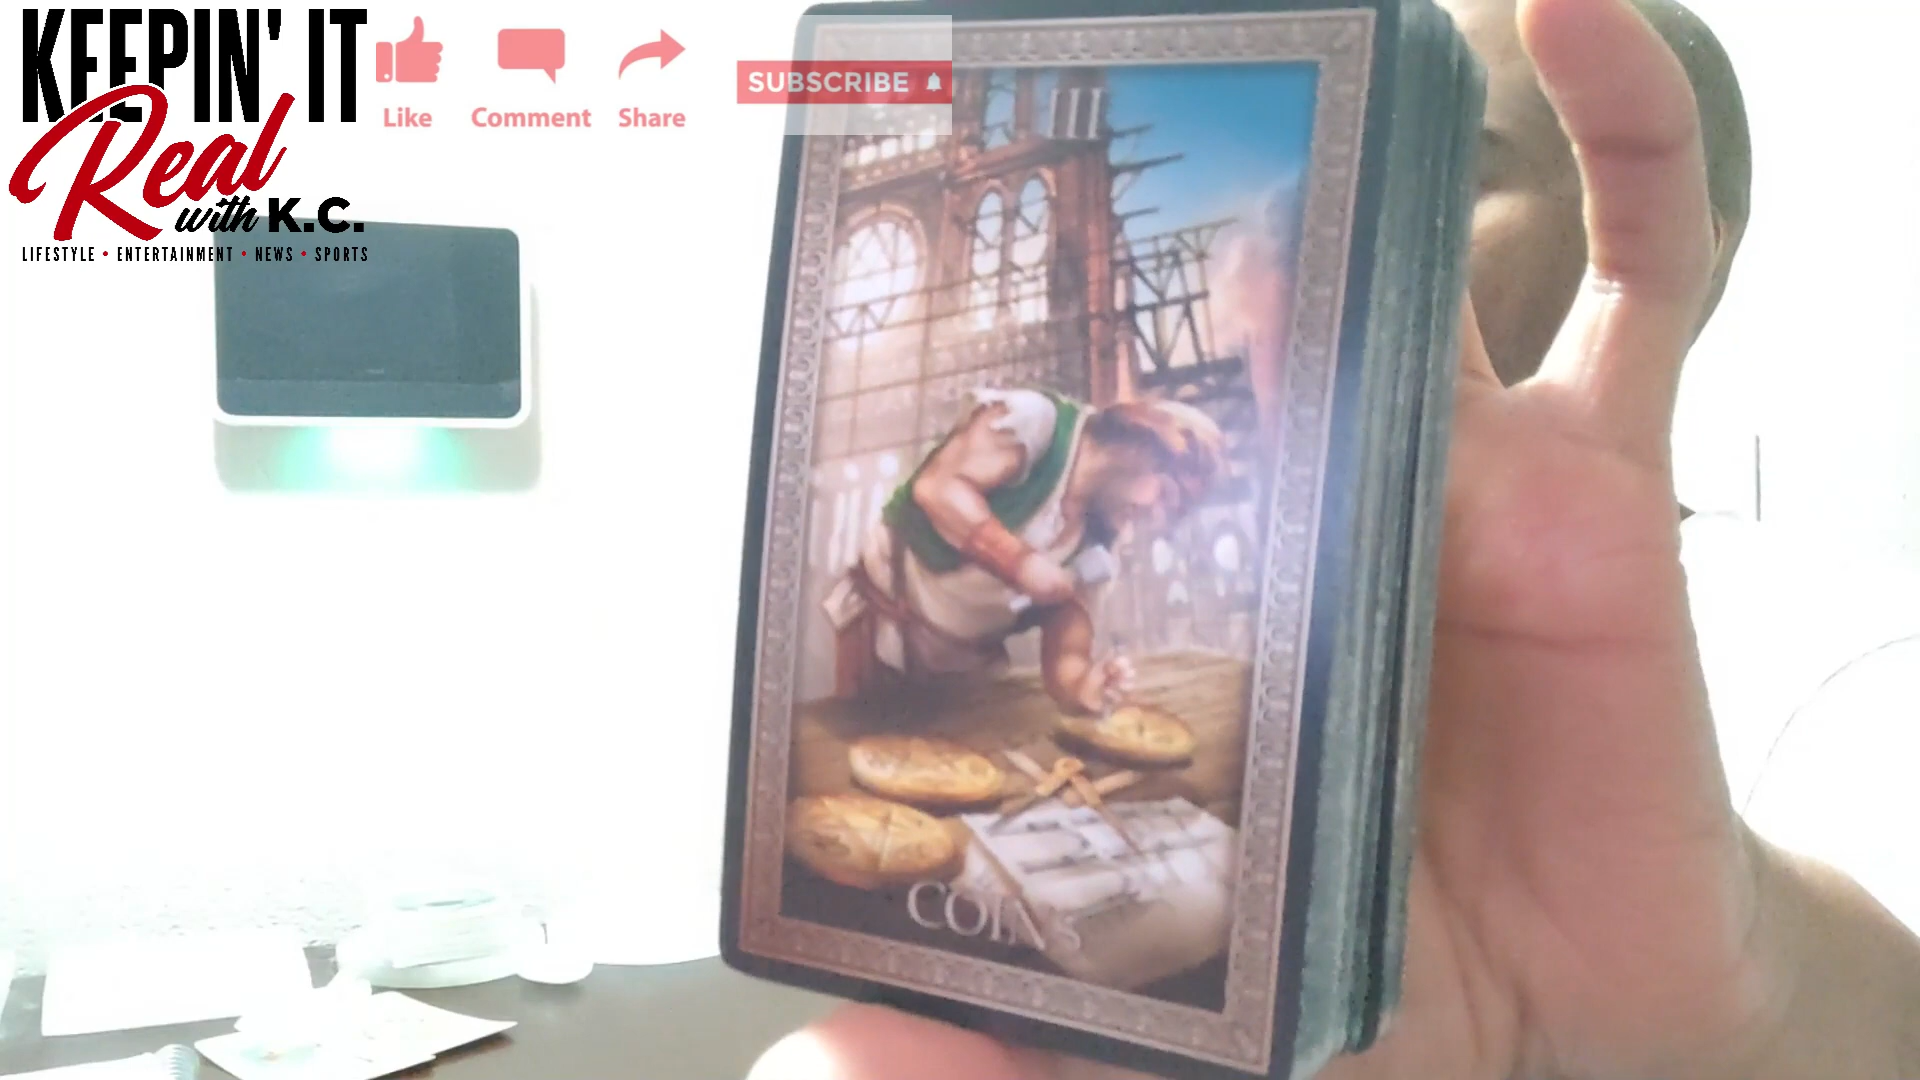 KEEPIN' IT
Real
with K.C.
LIFESTYLE • ENTERTAINMENT • NEWS • SPORTS
Like
Comment
Share
SUBSCRIBE
III
COINS